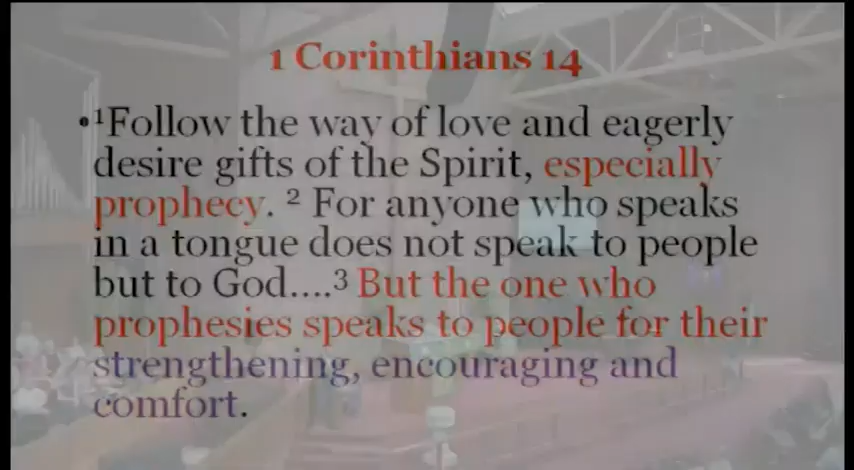 1 Corinthians 14
•¹Follow the way of love and eagerly
desire gifts of the Spirit, especially
prophecy. ² For anyone who speaks
in a tongue does not speak to people
but to God....³ But the one who
prophesies speaks to people for their
strengthening, encouraging and
comfort.